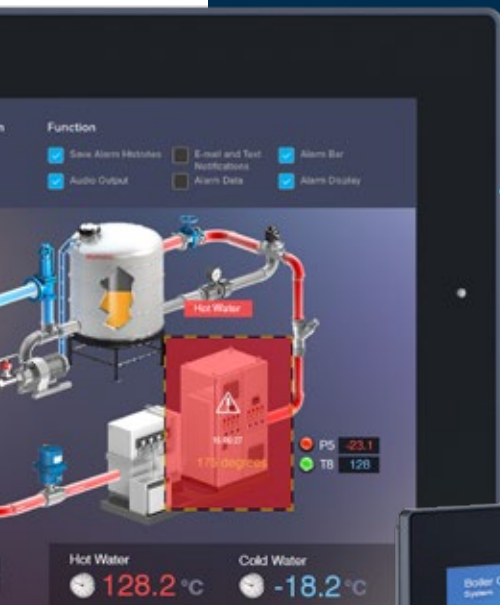 n
Function
Save Alarm Histories
E-mail and Text
Notifications
Alarm Bar
Audio Output
Alarm Data
Alarm Display
Hot Water
175 degrees
P5 -23.1
T8 128
Hot Water
128.2 °C
Cold Water
-18.2 °C
Boiler
System